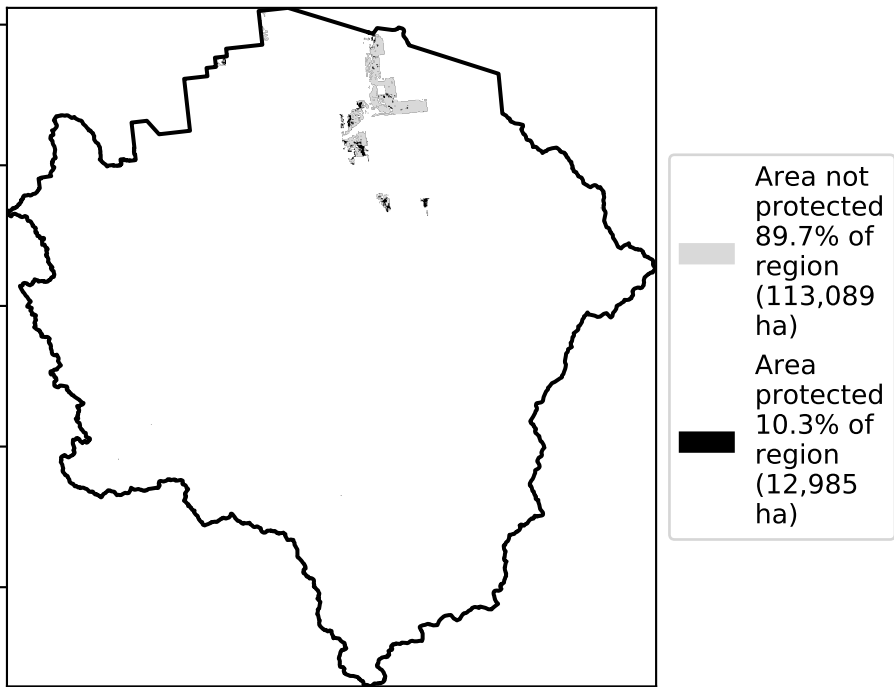 Area not
protected
89.7% of
region
(113,089
ha)
Area
protected
10.3% of
region
(12,985
ha)